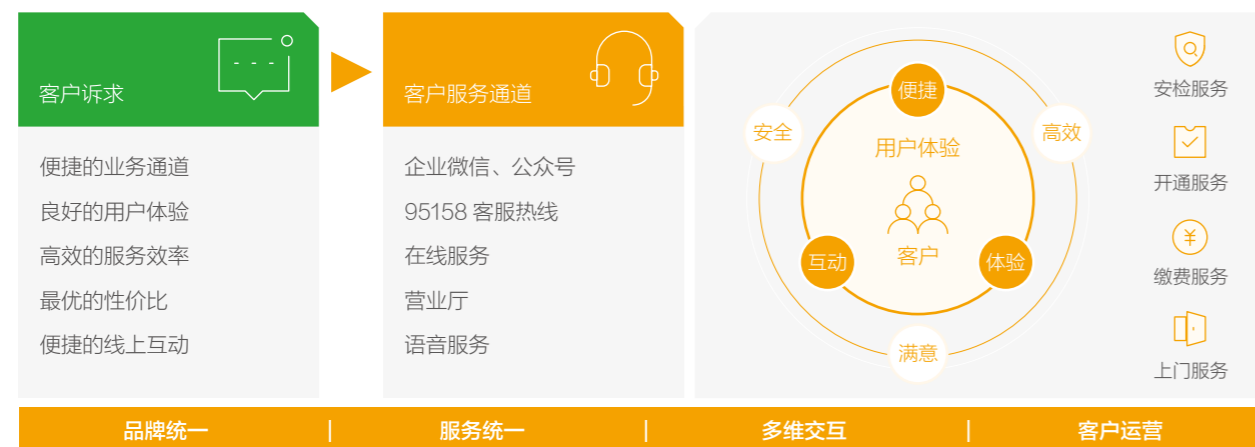 客户诉求
便捷的业务通道
良好的用户体验
高效的服务效率
最优的性价比
便捷的线上互动
客户服务通道
企业微信、公众号
95158 客服热线
在线服务
营业厅
语音服务
便捷
安全
高效
用户体验
客户
互动
体验
满意
安检服务
开通服务
缴费服务
上门服务
品牌统一 | 服务统一 | 多维交互 | 客户运营